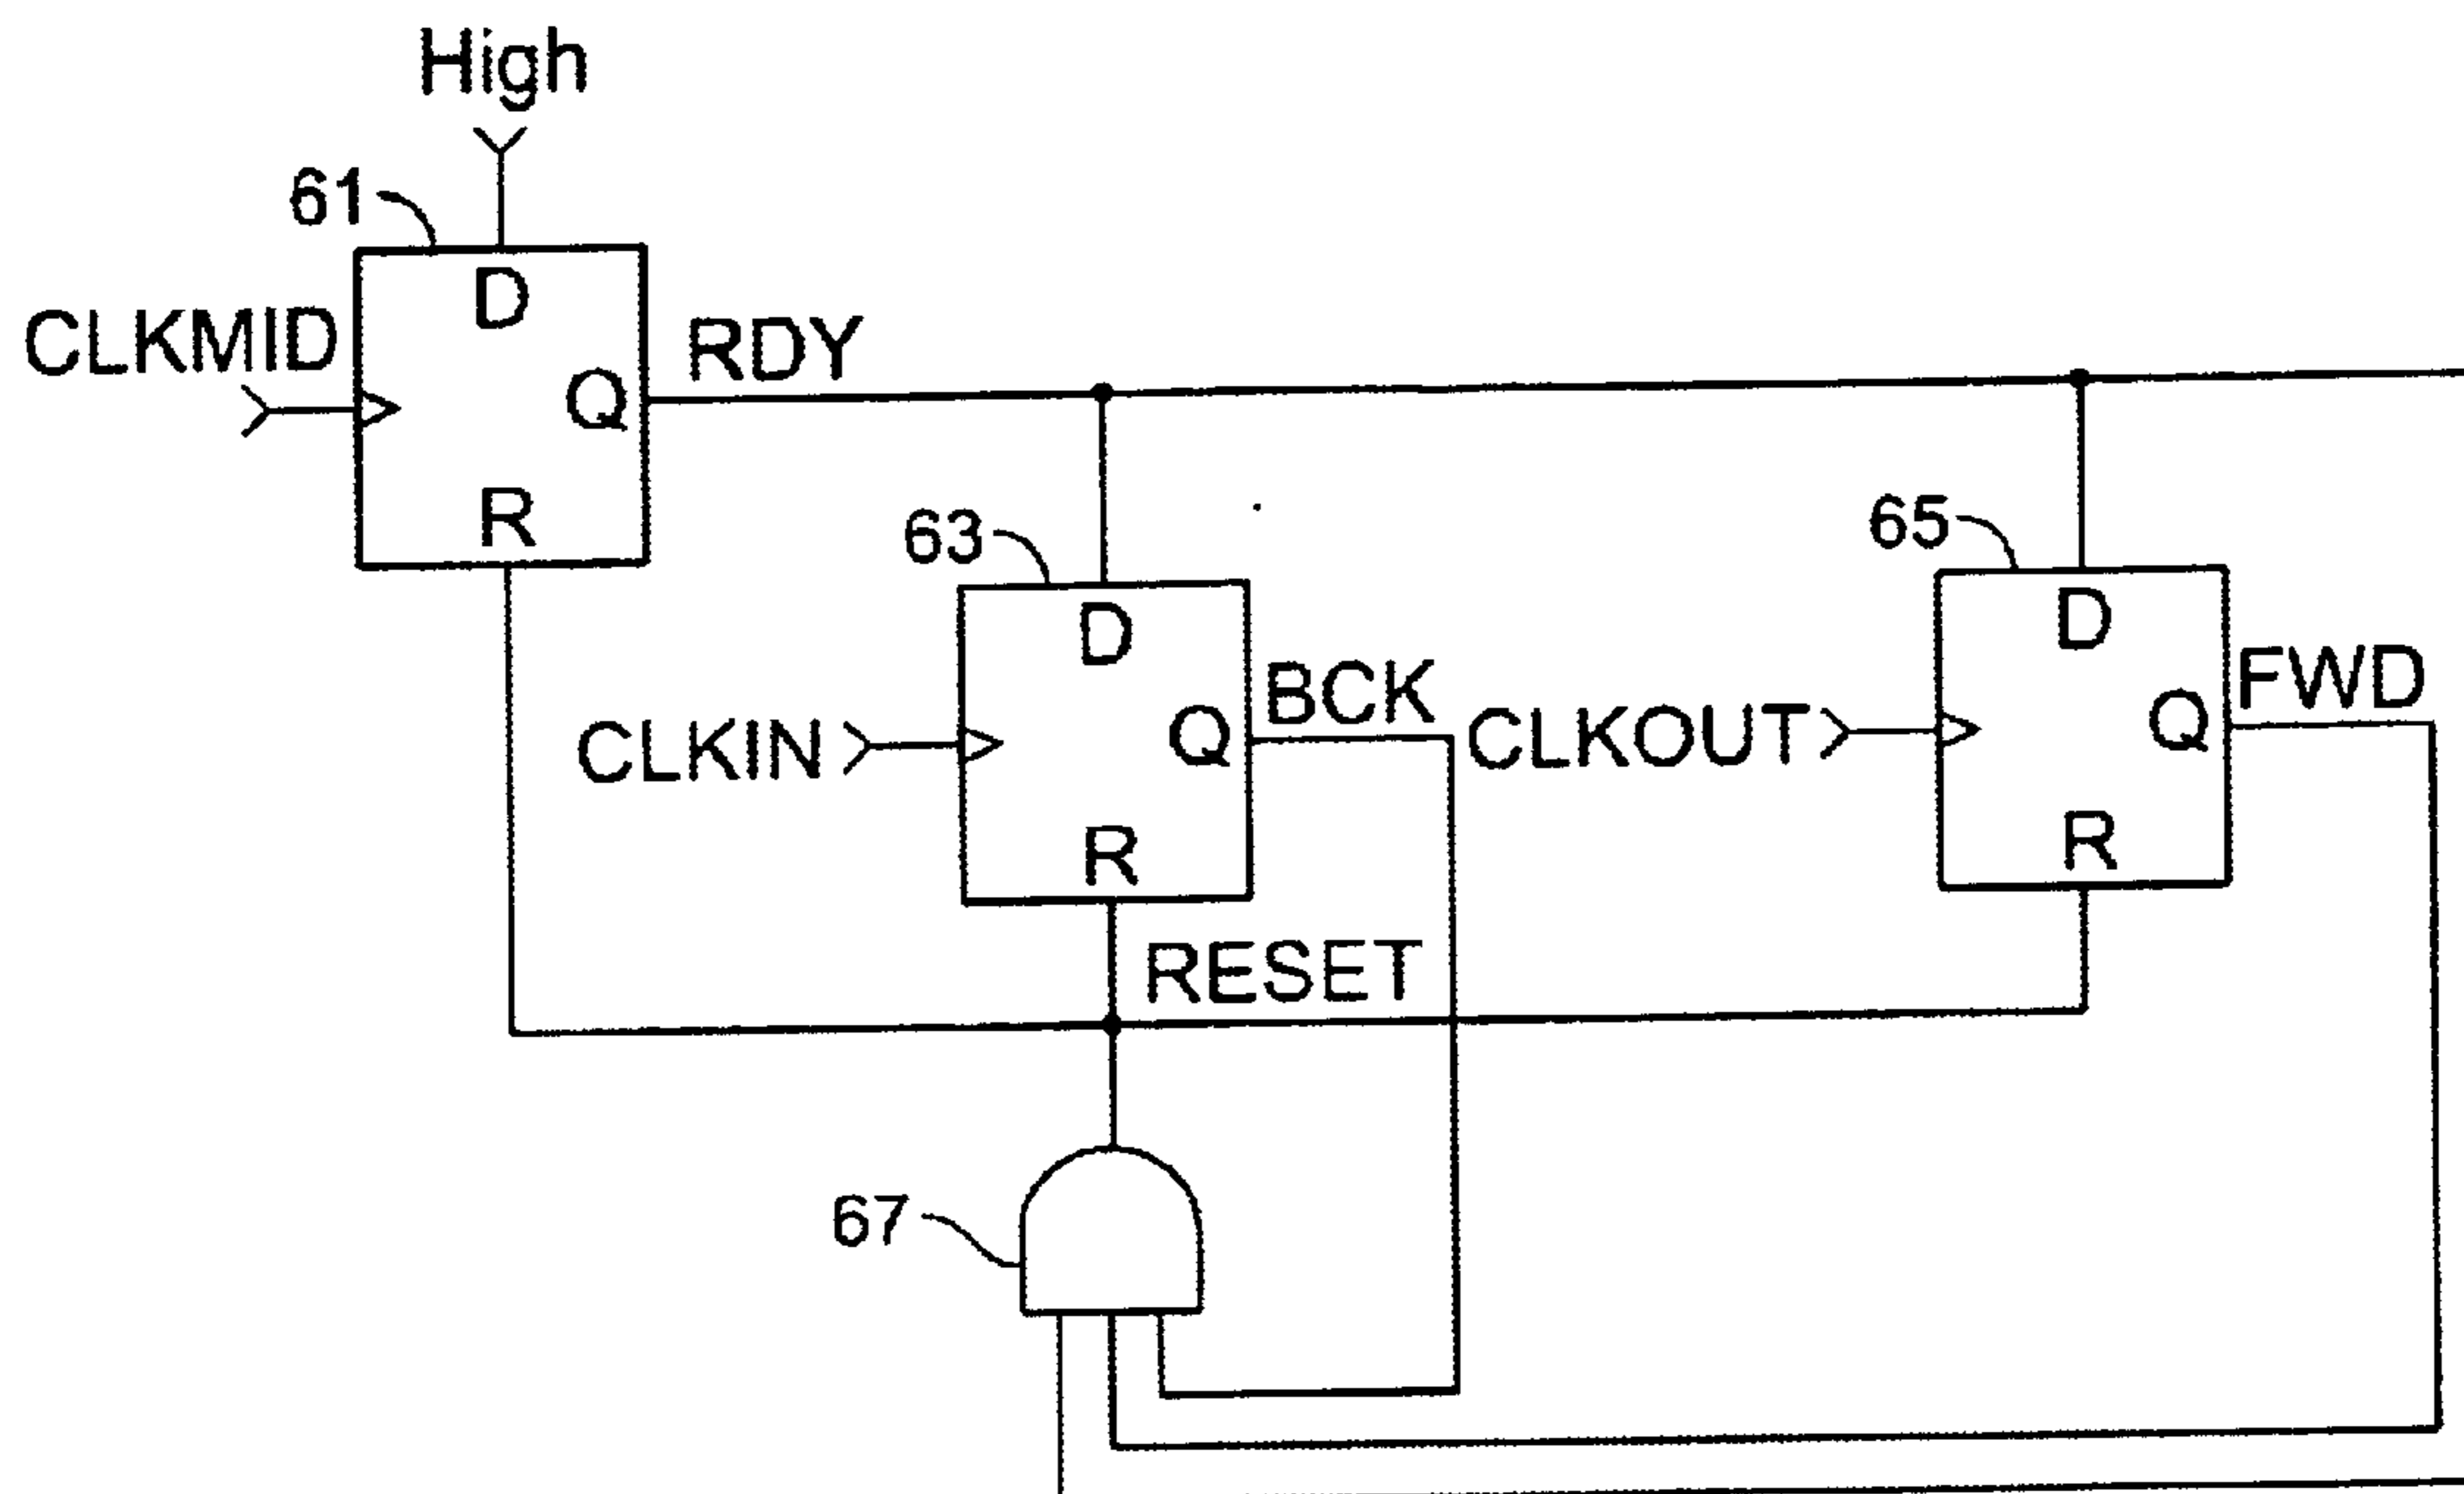 High
61
D
CLKMID
RDY
Q
R
63
65
D
D
BCK
FWD
CLKIN
Q
CLKOUT
Q
R
R
RESET
67